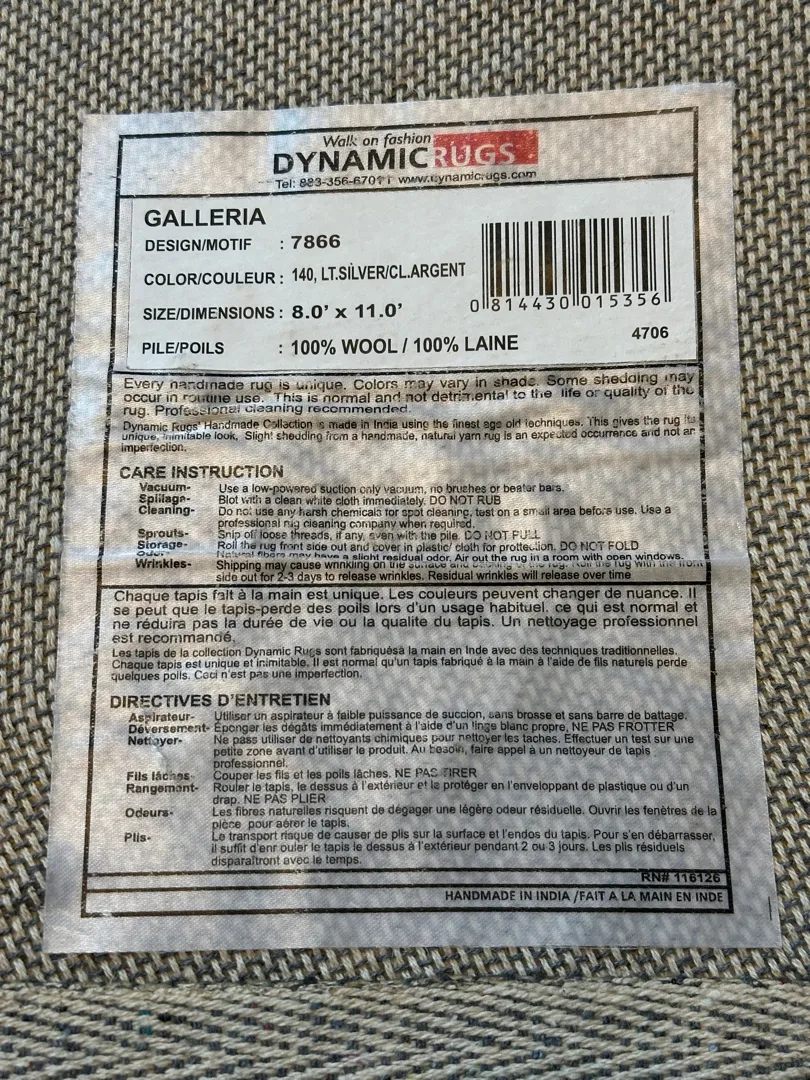 Walk on fashion
DYNAMIC RUGS
Tel: www.dynamicrugs.com
GALLERIA
DESIGN/MOTIF : 7866
COLOR/COULEUR : 140, LT.SILVER/CL.ARGENT
SIZE/DIMENSIONS : 8.0' x 11.0'
PILE/POILS : 100% WOOL / 100% LAINE
0 814430 015356
4706
Every handmade rug is unique. Colors may vary in shade. Some shedding may
occur in routine use. This is normal and not detrimental to the life or quality of the
rug. Professional cleaning recommended.
Dynamic Rugs' Handmade Collection is made in India using the finest age old techniques. This gives the rug its
unique, inimitable look, Slight shedding from a handmade, natural yarn rug is an expected occurrence and not an
imperfection.
CARE INSTRUCTION
Vacuum- Use a low-powered suction only vacuum, no brushes or beater bars.
Spillage- Blot with a clean white cloth immediately. DO NOT RUB
Cleaning- Do not use any harsh chemicals for spot cleaning, test on a small area before use. Use a
professional rug cleaning company when required.
Sprouts- Snip of loose threads, if any, even with the pile. DO NOT PULL
Storage- Roll the rug front side out and cover in plastic/ cloth for protection. DO NOT FOLD
Odor- Natural fibers may have a slight residual odor. Air out the rug in a room with open windows.
Wrinkles- Shipping may cause wrinkling on the surface and of the rug. Roll the rug with the front
side out for 2-3 days to release wrinkles. Residual wrinkles will release over time
Chaque tapis fait à la main est unique. Les couleurs peuvent changer de nuance. Il
se peut que le tapis-perde des poils lors d'un usage habituel. ce qui est normal et
ne réduira pas la durée de vie ou la qualite du tapis. Un nettoyage professionnel
est recommandé.
Les tapis de la collection Dynamic Rugs sont fabriquésà la main en Inde avec des techniques traditionnelles.
Chaque tapis est unique et inimitable. Il est normal qu'un tapis fabriqué à la main à l'aide de fils naturels perde
quelques poils. Ceci n'est pas une imperfection.
DIRECTIVES D'ENTRETIEN
Aspirateur- Utiliser un aspirateur à faible puissance de succion, sans brosse et sans barre de battage.
Déversement- Éponger les dégâts immédiatement à l'aide d'un linge blanc propre, NE PAS FROTTER
Nettoyer- Ne pas utiliser de nettoyants chimiques pour nettoyer les taches. Effectuer un test sur une
petite zone avant d'utiliser le produit. Au besoin, faire appel à un nettoyeur de tapis
professionnel.
Fils lâches- Couper les fils et les poils lâches. NE PAS TIRER
Rangement- Rouler le tapis, le dessus à l'extérieur et le protéger en l'enveloppant de plastique ou d'un
drap. NE PAS PLIER
Odeurs- Les fibres naturelles risquent de dégager une légère odeur résiduelle. Ouvrir les fenêtres de la
pièce pour aérer le tapis.
Plis- Le transport risque de causer de plis sur la surface et l'endos du tapis. Pour s'en débarrasser,
il suffit d'enr ouler le tapis le dessus à l'extérieur pendant 2 ou 3 jours. Les plis résiduels
disparaîtront avec le temps.
RN# 116126
HANDMADE IN INDIA /FAIT A LA MAIN EN INDE